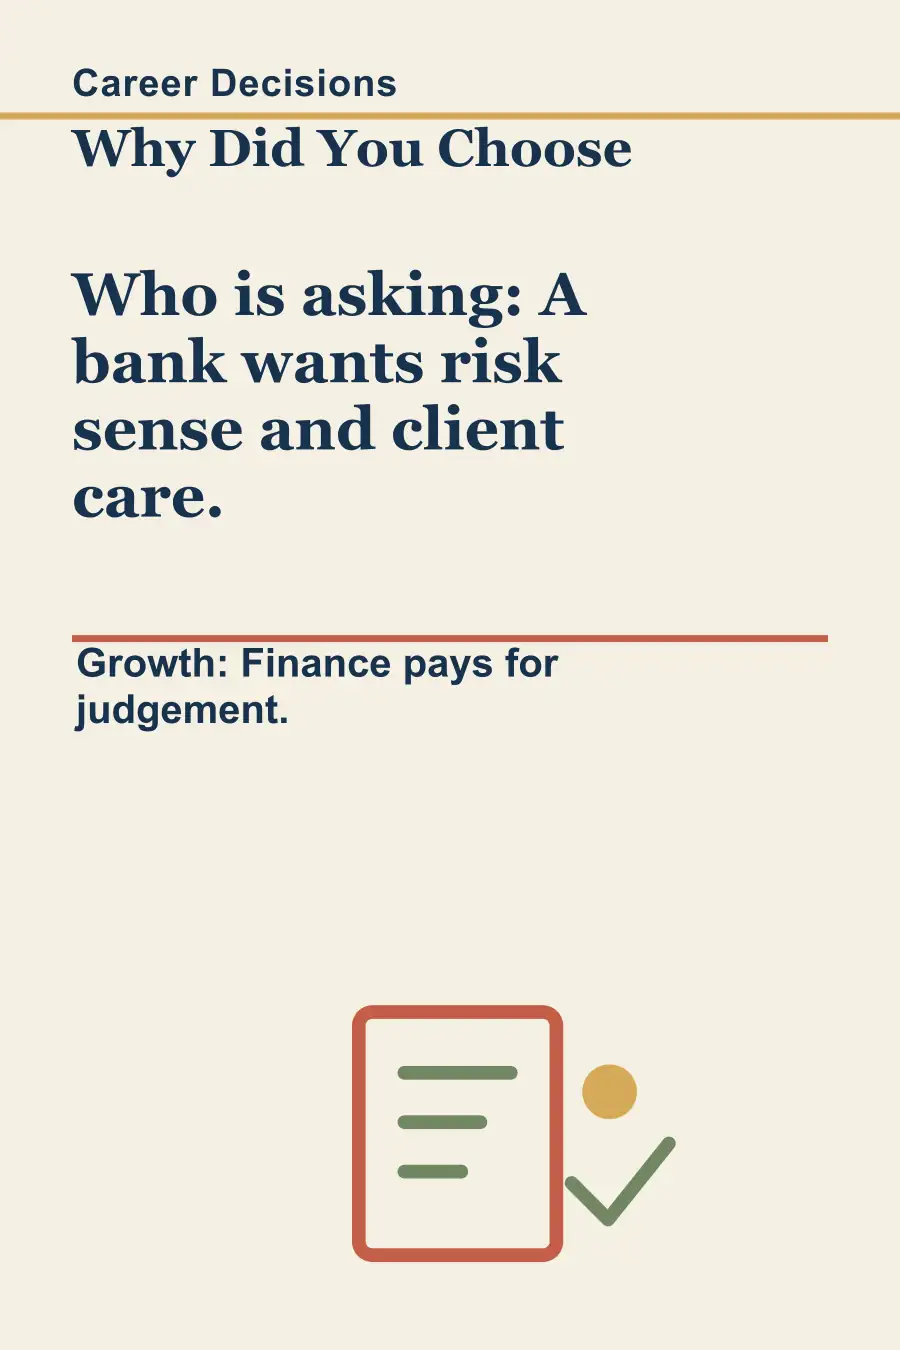 Career Decisions
Why Did You Choose
Who is asking: A
bank wants risk
sense and client
care.
Growth: Finance pays for
judgement.